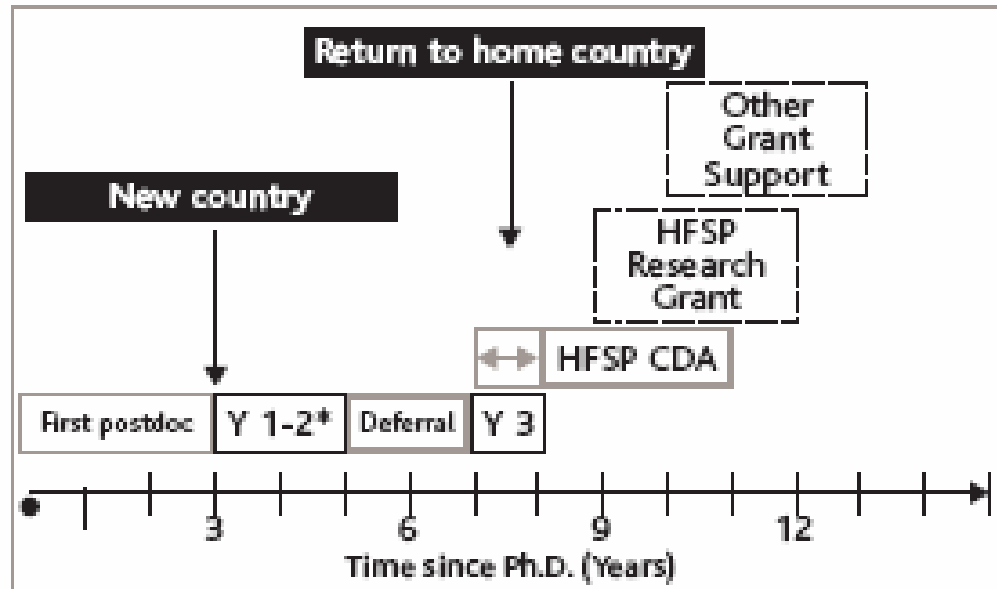 Return to home country
Other
Grant
Support
New country
HFSP
Research
Grant
HFSP CDA
First postdoc
Y 1-2*
Deferral
Y 3
3
6
9
12
Time since Ph.D. (Years)